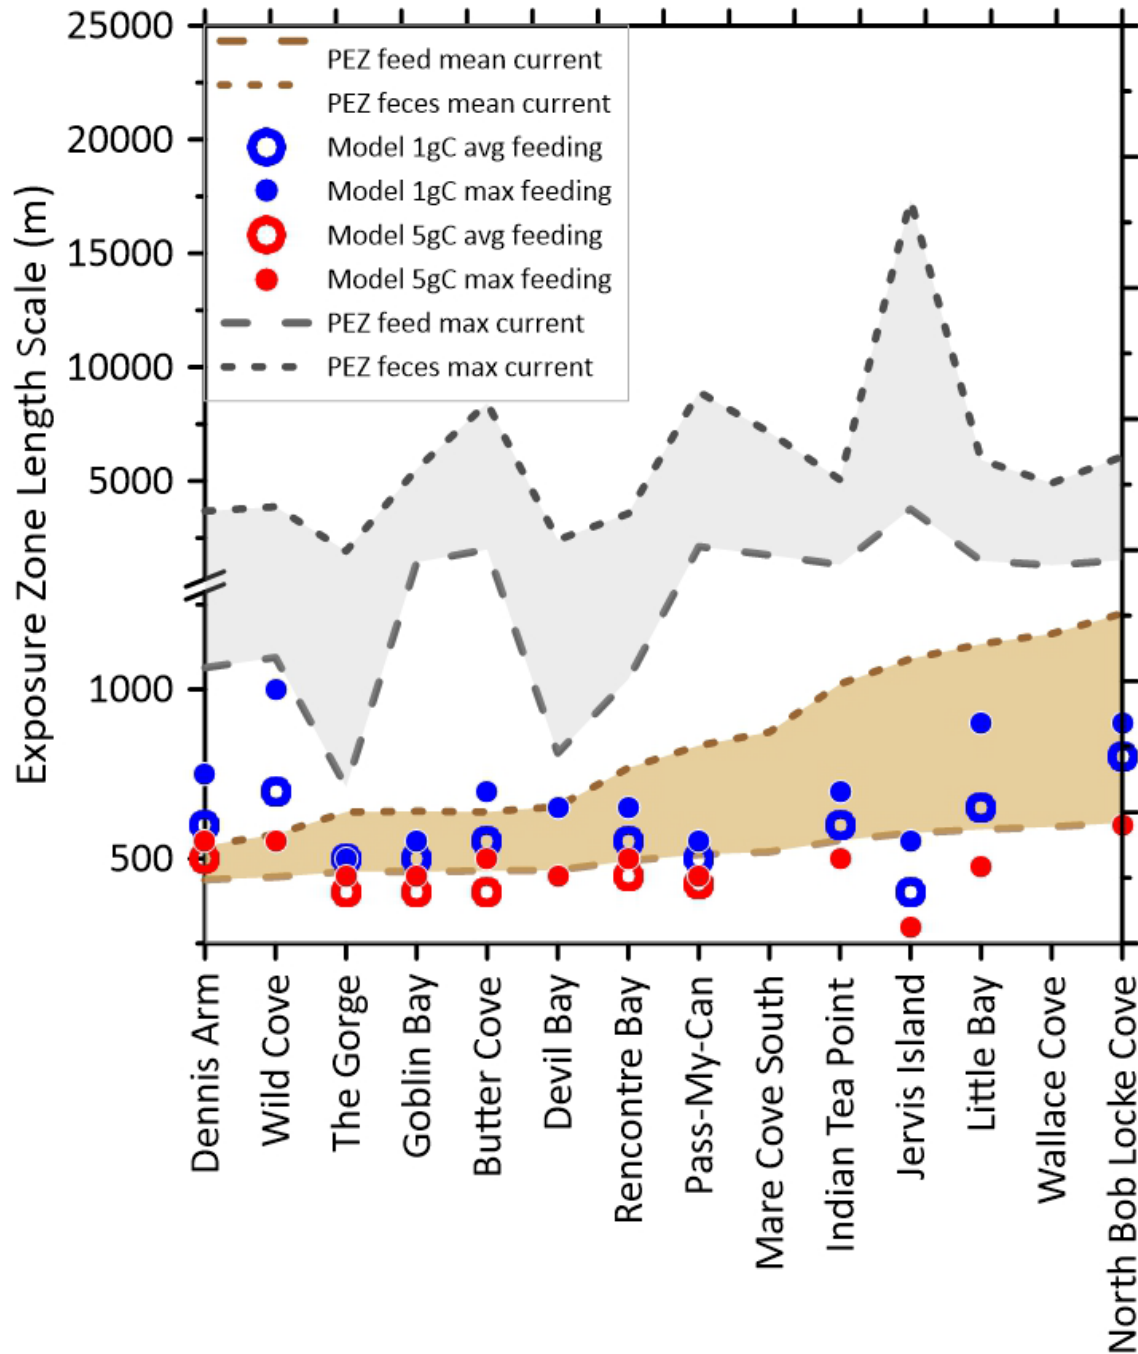 25000
20000
15000
10000
5000
1000
500
Exposure Zone Length Scale (m)
PEZ feed mean current
PEZ feces mean current
Model 1gC avg feeding
Model 1gC max feeding
Model 5gC avg feeding
Model 5gC max feeding
PEZ feed max current
PEZ feces max current
Dennis Arm
Wild Cove
The Gorge
Goblin Bay
Butter Cove
Devil Bay
Rencontre Bay
Pass-My-Can
Mare Cove South
Indian Tea Point
Jervis Island
Little Bay
Wallace Cove
North Bob Locke Cove